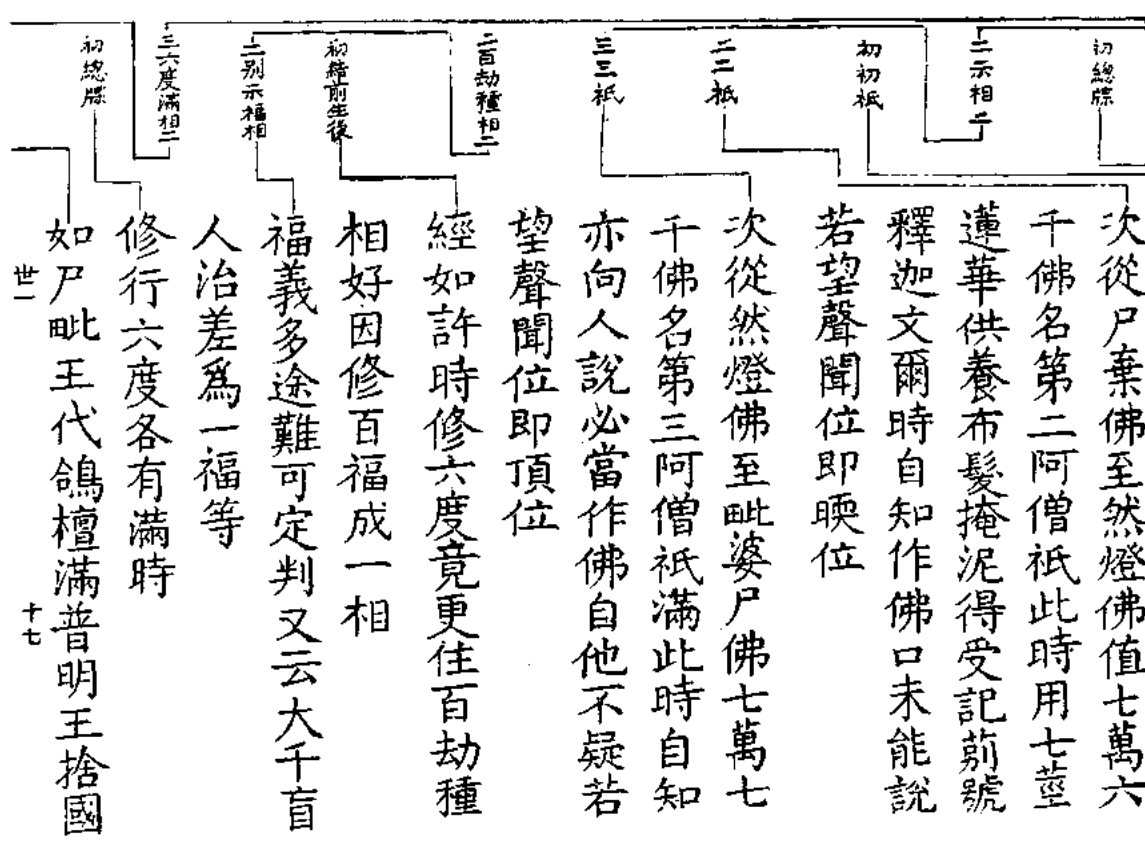 初總牒
二示相二
初初祇
二二祇
三三祇
二百劫種相二
初經前生後
二別示福相
三六度滿相二
初總牒
次從尸棄佛至然燈佛值七萬六
千佛名第二阿僧祇此時用七莖
蓮華供養布髮掩泥得受記莂號
釋迦文爾時自知作佛口未能說
若望聲聞位即暝位
次從然燈佛至毗婆尸佛七萬七
千佛名第三阿僧祇滿此時自知
亦向人說必當作佛自他不疑若
望聲聞位即頂位
經如許時修六度竟更住百劫種
相好因修百福成一相
福義多途難可定判又云大千盲
人治差爲一福等
修行六度各有滿時
如尸毗王代鴿檀滿普明王捨國
世一
十七